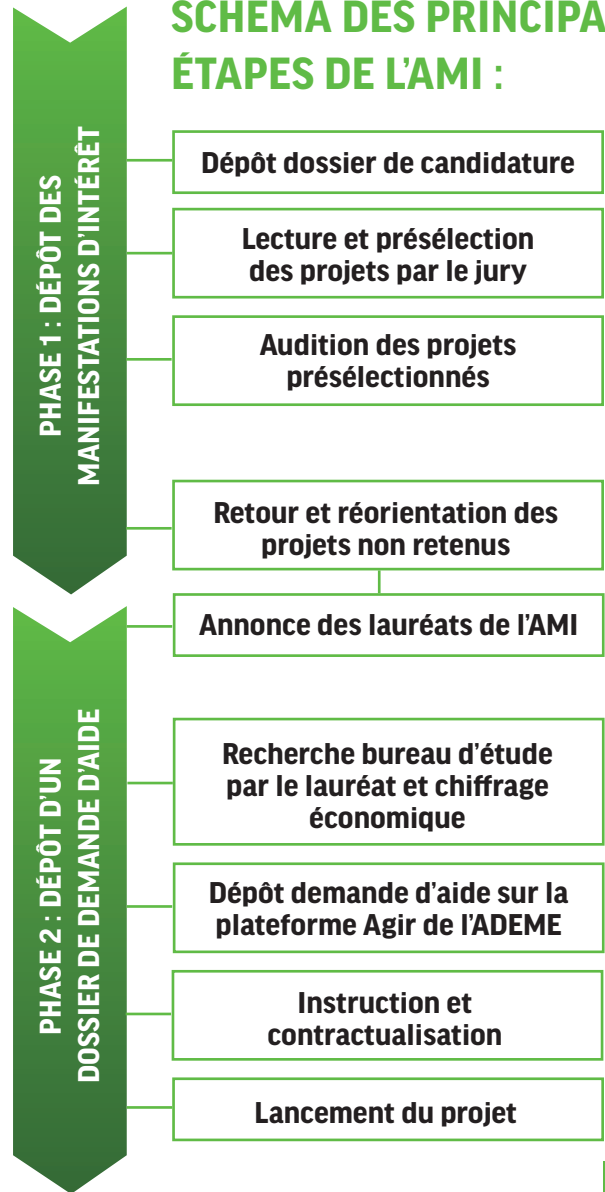 SCHÉMA DES PRINCIPA
ÉTAPES DE L'AMI :
PHASE 1 : DÉPÔT DES
MANIFESTATIONS D'INTÉRÊT
Dépôt dossier de candidature
Lecture et présélection
des projets par le jury
Audition des projets
présélectionnés
Retour et réorientation des
projets non retenus
PHASE 2 : DÉPÔT D'UN
DOSSIER DE DEMANDE D'AIDE
Annonce des lauréats de l'AMI
Recherche bureau d'étude
par le lauréat et chiffrage
économique
Dépôt demande d'aide sur la
plateforme Agir de l'ADEME
Instruction et
contractualisation
Lancement du projet